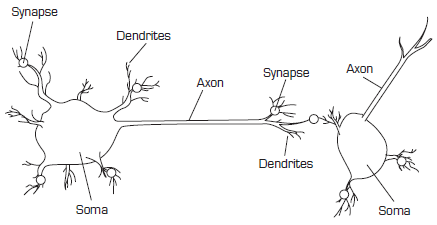 Synapse
Dendrites
Axon
Synapse
Axon
Dendrites
Soma
Soma